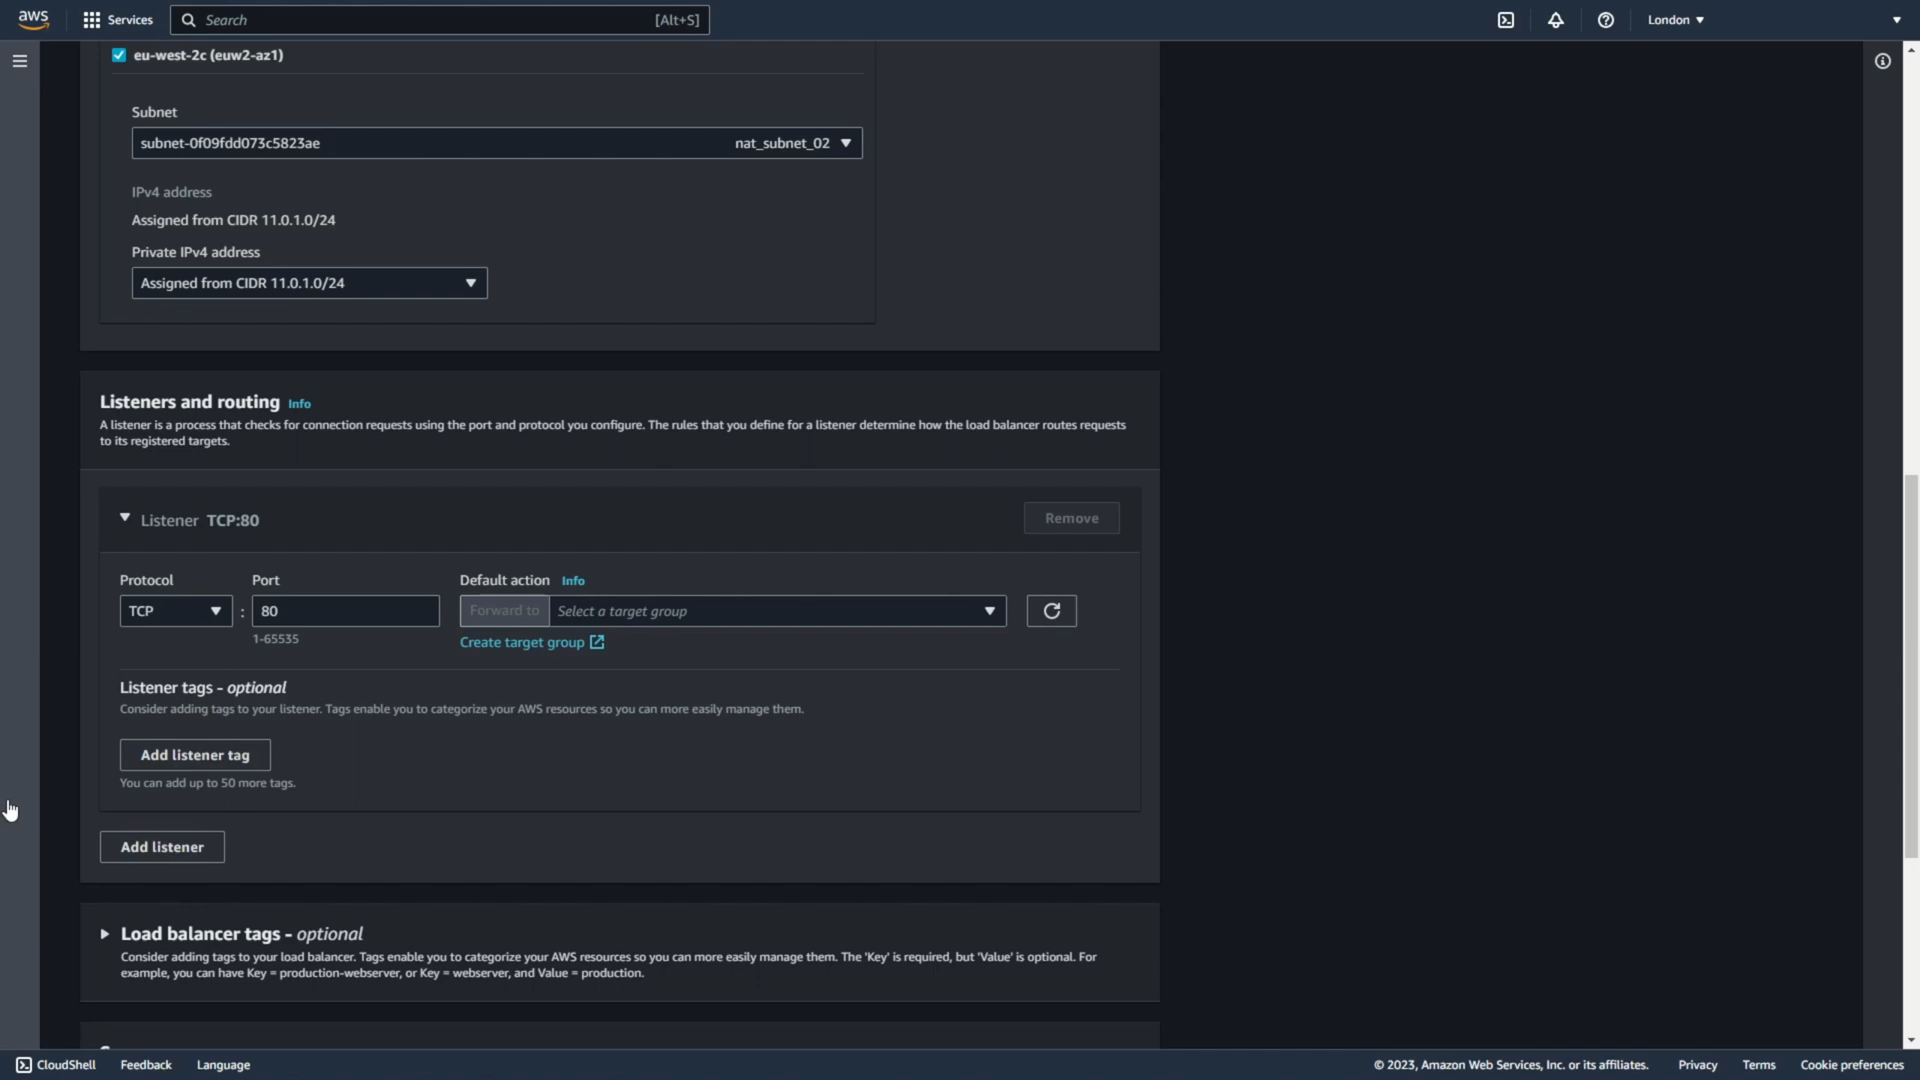 aws Services Search [Alt+S] London
eu-west-2c (euw2-az1)
Subnet
subnet-0f09fdd073c5823ae nat_subnet_02
IPv4 address
Assigned from CIDR 11.0.1.0/24
Private IPv4 address
Assigned from CIDR 11.0.1.0/24
Listeners and routing Info
A listener is a process that checks for connection requests using the port and protocol you configure. The rules that you define for a listener determine how the load balancer routes requests
to its registered targets.
Listener TCP:80 Remove
Protocol Port Default action Info
TCP : 80 Forward to Select a target group
1-65535
Create target group
Listener tags - optional
Consider adding tags to your listener. Tags enable you to categorize your AWS resources so you can more easily manage them.
Add listener tag
You can add up to 50 more tags.
Add listener
Load balancer tags - optional
Consider adding tags to your load balancer. Tags enable you to categorize your AWS resources so you can more easily manage them. The 'Key' is required, but 'Value' is optional. For
example, you can have Key = production-webserver, or Key = webserver, and Value = production.
CloudShell Feedback Language © 2023, Amazon Web Services, Inc. or its affiliates. Privacy Terms Cookie preferences